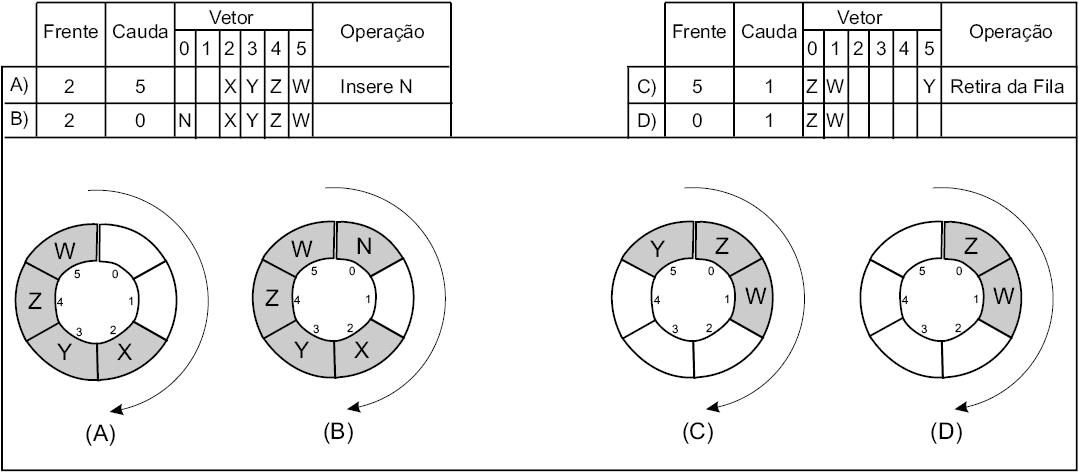 Frente Cauda Vetor Operação
0 1 2 3 4 5
A) 2 5 X Y Z W Insere N
B) 2 0 N X Y Z W
Frente Cauda Vetor Operação
0 1 2 3 4 5
C) 5 1 Z W Y Retira da Fila
D) 0 1 Z W
W
5 0
Z 4 1
3 2
Y X
(A)
W N
5 0
Z 4 1
3 2
Y X
(B)
Y Z
5 0
4 1 W
3 2
(C)
Z
5 0
4 1 W
3 2
(D)